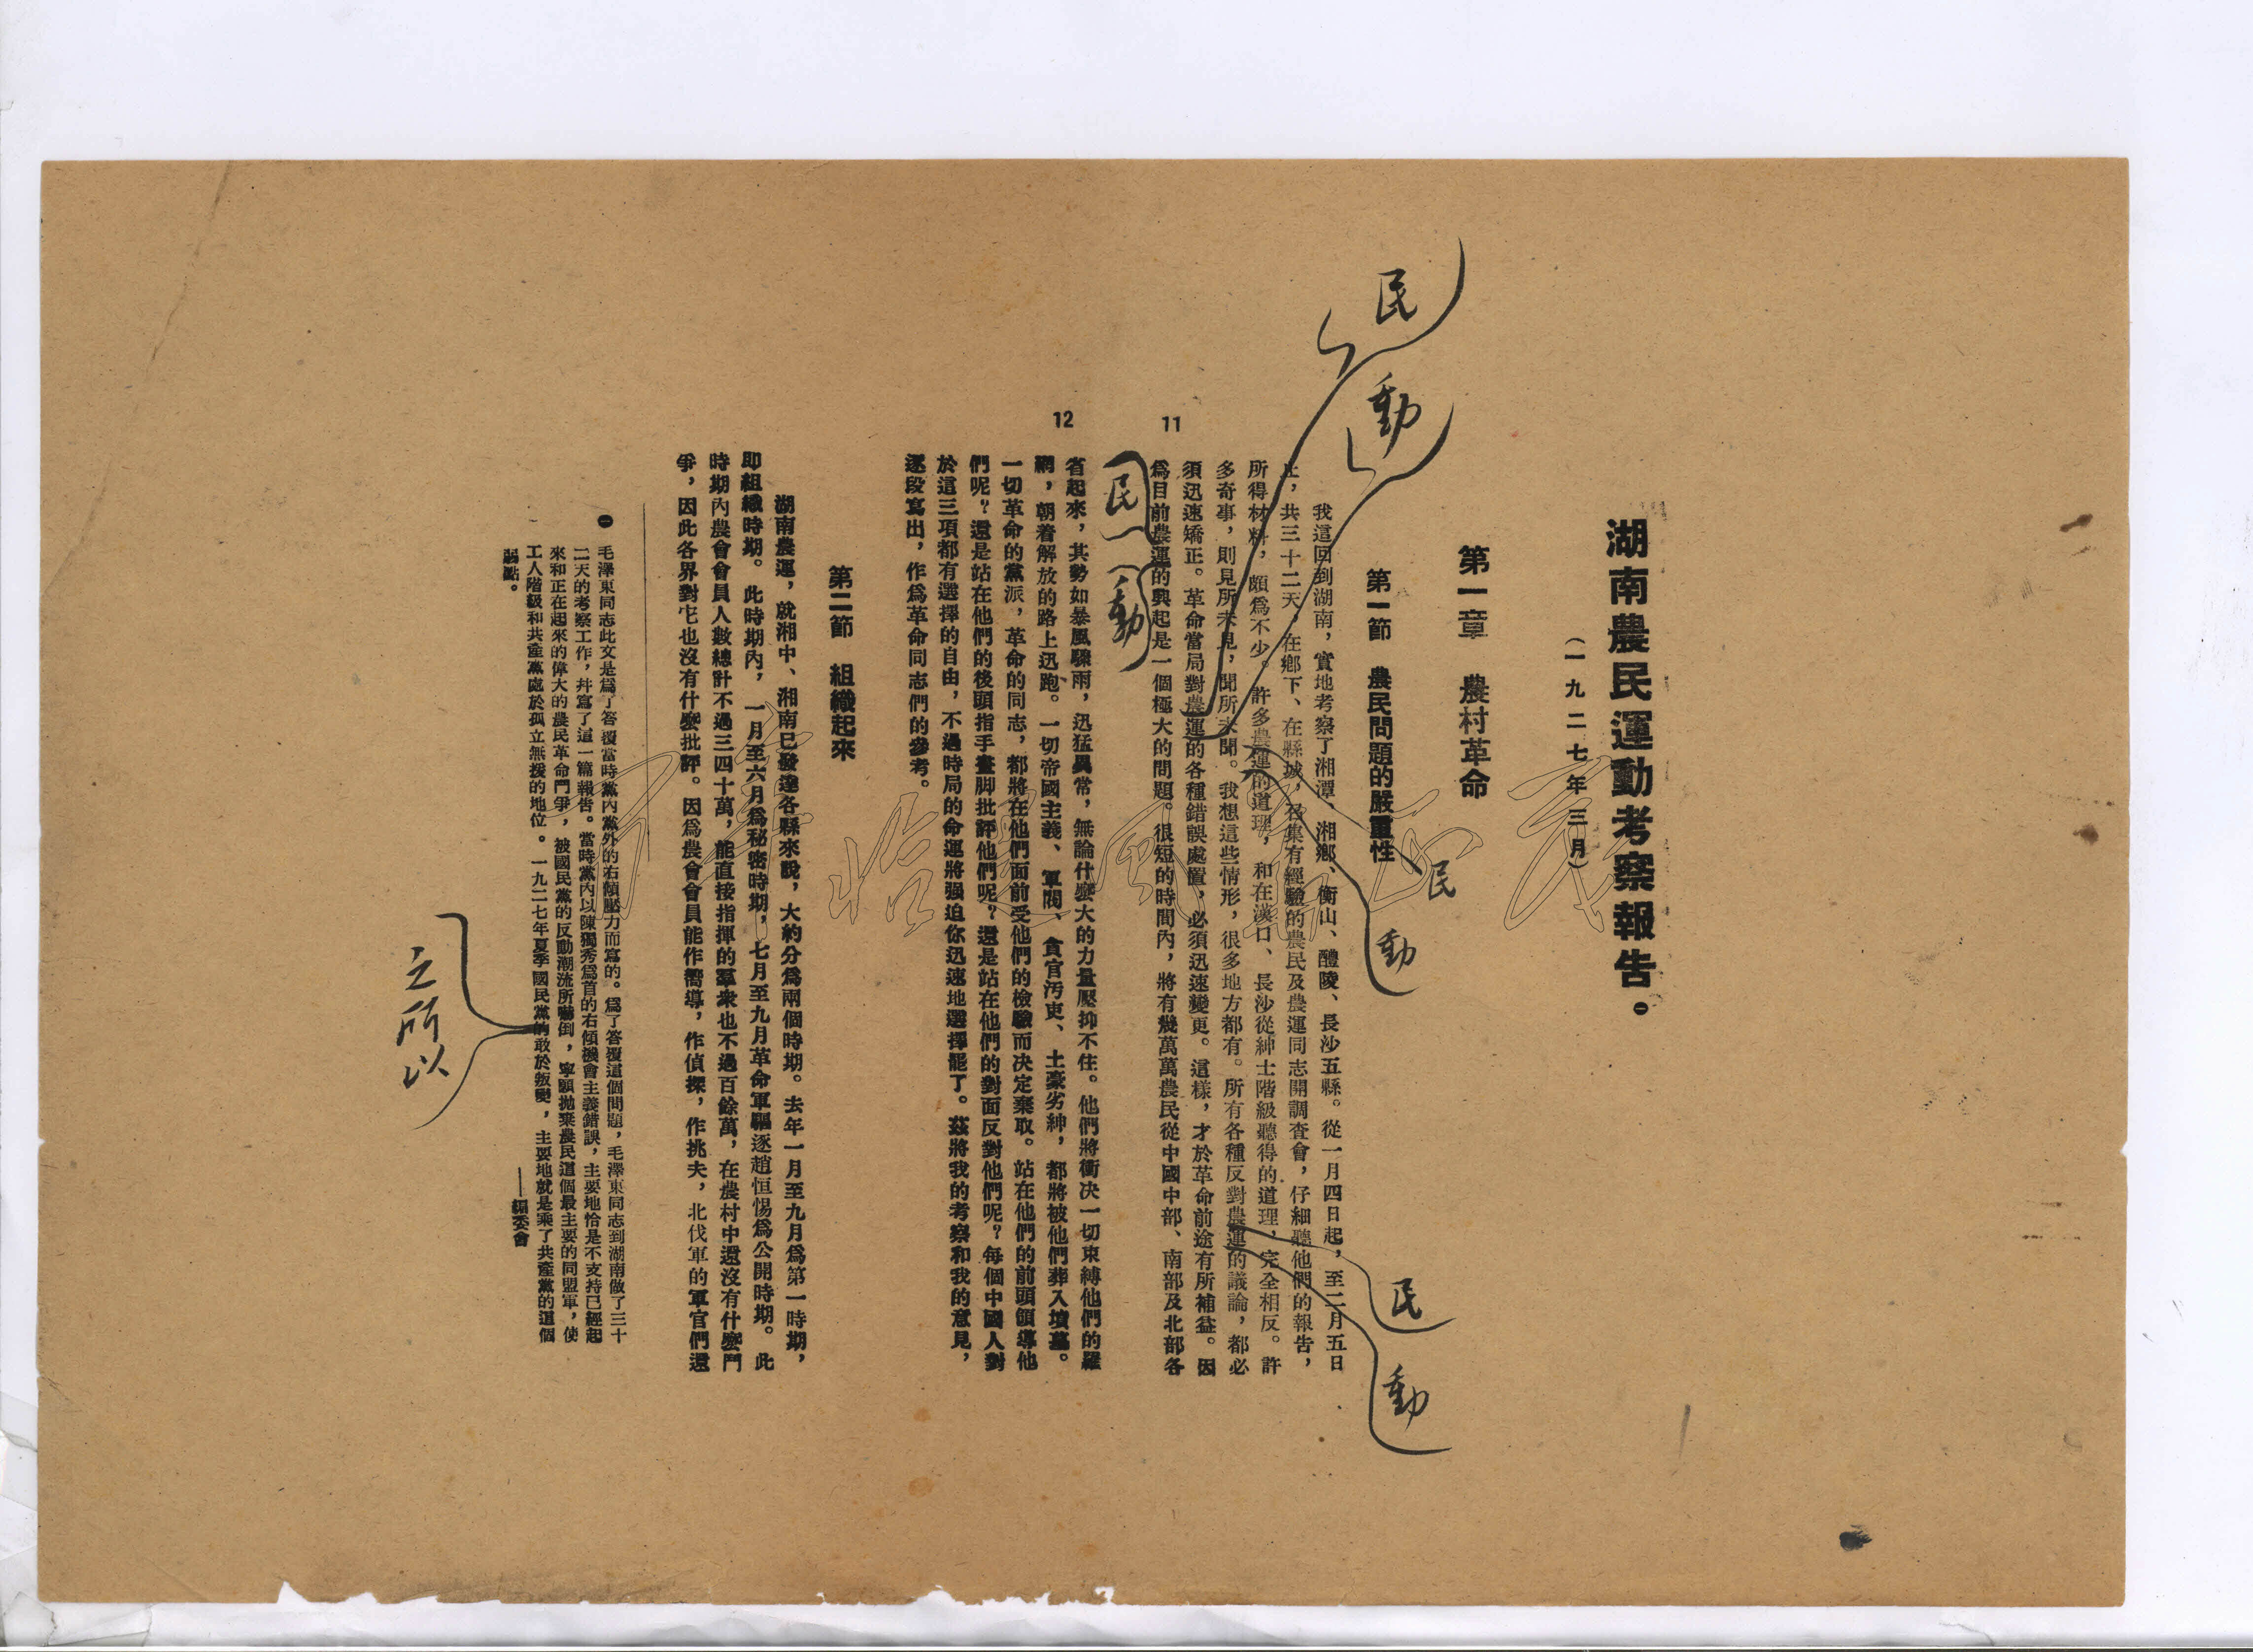 湖南農民運動考察報告。㊀
(一九二七年三月)
第一章　農村革命
第一節　農民問題的嚴重性
我這回到湖南，實地考察了湘潭、湘鄉、衡山、醴陵、長沙五縣。從一月四日起，至二月五日
止，共三十二天，在鄉下、在縣城，召集有經驗的農民及農運同志開調查會，仔細聽他們的報告，
所得材料，頗爲不少。許多農運的道理，和在漢口、長沙從紳士階級聽得的道理，完全相反。許
多奇事，則見所未見，聞所未聞。我想這些情形，很多地方都有。所有各種反對農運的議論，都必
須迅速矯正。革命當局對農運的各種錯誤處置，必須迅速變更。這樣，才於革命前途有所補益。因
爲目前農運的興起是一個極大的問題。很短的時間內，將有幾萬萬農民從中國中部、南部及北部各
民
動
民
動
民
動
11
12
民
動
省起來，其勢如暴風驟雨，迅猛異常，無論什麽大的力量壓抑不住。他們將衝决一切束縛他們的羅
網，朝着解放的路上迅跑。一切帝國主義、軍閥、貪官污吏、土豪劣紳，都將被他們葬入墳墓。
一切革命的黨派，革命的同志，都將在他們面前受他們的檢驗而决定棄取。站在他們的前頭領導他
們呢？還是站在他們的後頭指手畫脚批評他們呢？還是站在他們的對面反對他們呢？每個中國人對
於這三項都有選擇的自由，不過時局的命運將强迫你迅速地選擇罷了。茲將我的考察和我的意見，
逐段寫出，作爲革命同志們的參考。
第二節　組織起來
湖南農運，就湘中、湘南已發達各縣來說，大約分爲兩個時期。去年一月至九月爲第一時期，
即組織時期。此時期內，一月至六月爲秘密時期，七月至九月革命軍驅逐趙恒惕爲公開時期。此
時期內農會會員人數總計不過三四十萬，能直接指揮的羣衆也不過百餘萬，在農村中還沒有什麽鬥
爭，因此各界對它也沒有什麽批評。因爲農會會員能作嚮導，作偵探，作挑夫，北伐軍的軍官們還
㊀　毛澤東同志此文是爲了答覆當時黨內黨外的右傾壓力而寫的。爲了答覆這個問題，毛澤東同志到湖南做了三十
二天的考察工作，幷寫了這一篇報告。當時黨內以陳獨秀爲首的右傾機會主義錯誤，主要地恰是不支持已經起
來和正在起來的偉大的農民革命鬥爭，被國民黨的反動潮流所嚇倒，寧願拋棄農民這個最主要的同盟軍，使
工人階級和共產黨處於孤立無援的地位。一九二七年夏季國民黨的敢於叛變，主要地就是乘了共產黨的這個
弱點。
——編委會
之所以